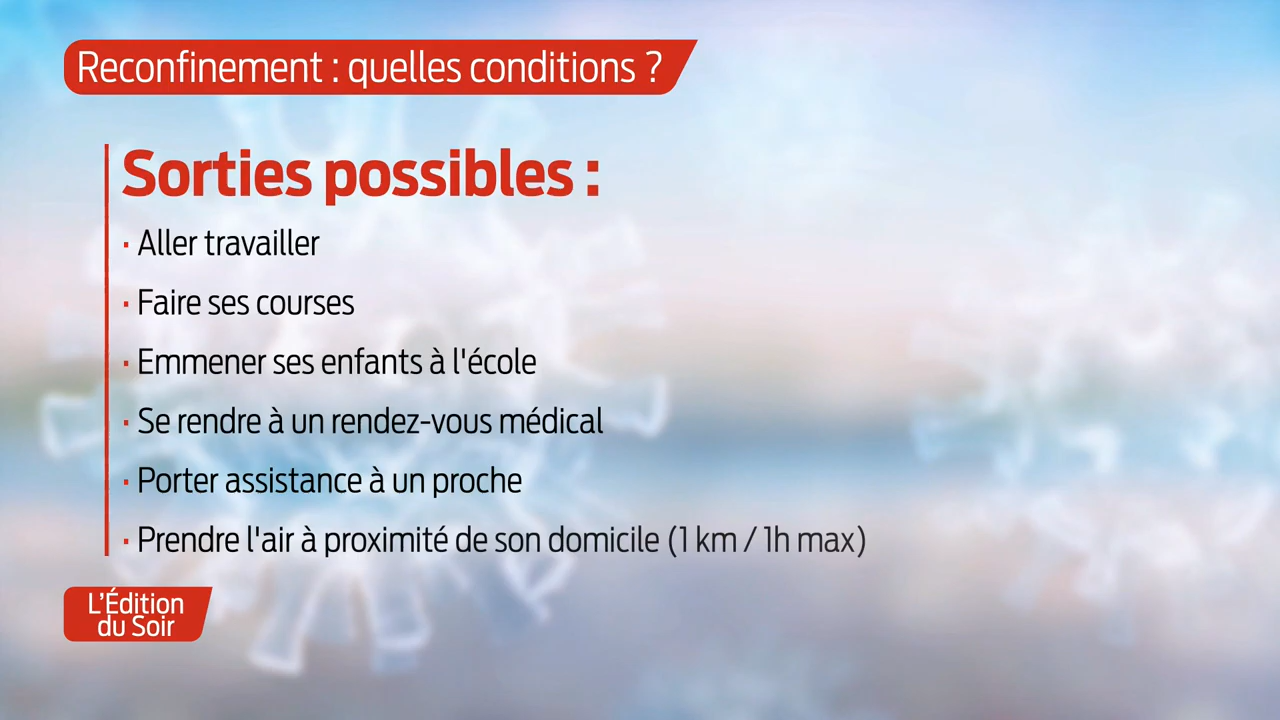 Reconfinement : quelles conditions ?
Sorties possibles :
· Aller travailler
· Faire ses courses
· Emmener ses enfants à l'école
· Se rendre à un rendez-vous médical
· Porter assistance à un proche
· Prendre l'air à proximité de son domicile (1 km / 1h max)
L'Édition
du Soir